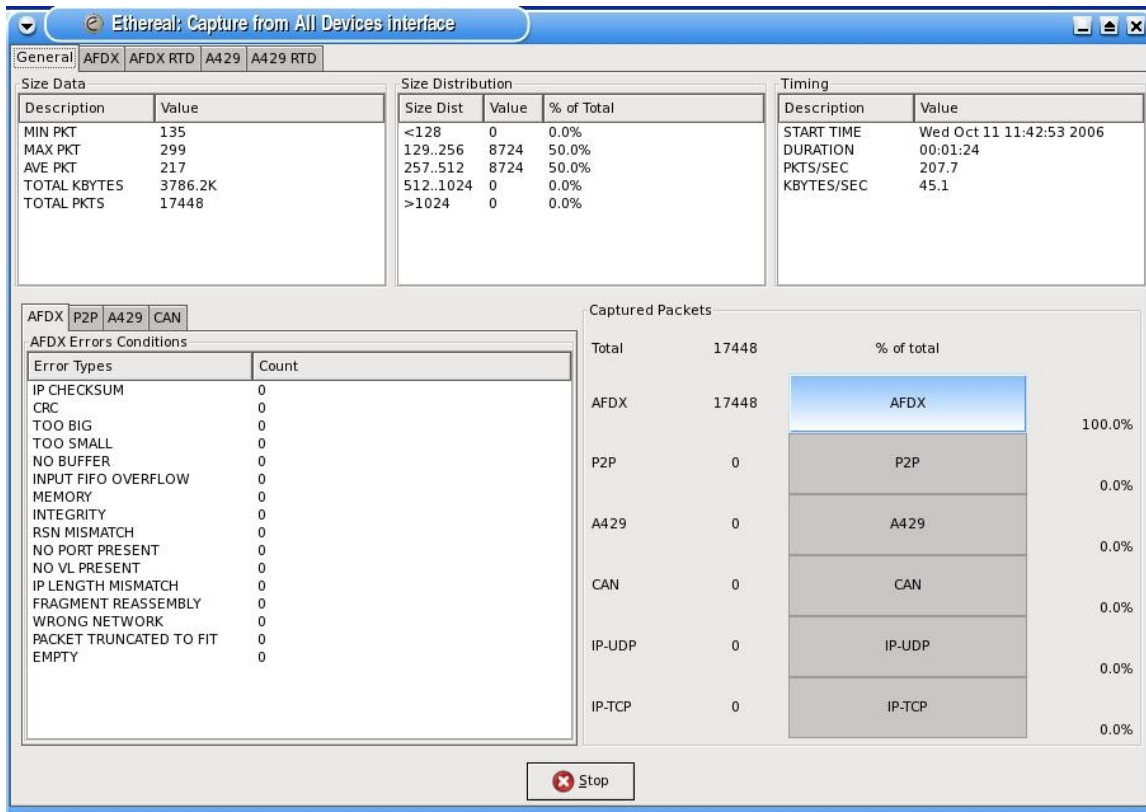 Ethereal: Capture from All Devices interface
General AFDX AFDX RTD A429 A429 RTD
Size Data
Description Value
MIN PKT 135
MAX PKT 299
AVE PKT 217
TOTAL KBYTES 3786.2K
TOTAL PKTS 17448
Size Distribution
Size Dist Value % of Total
<128 0 0.0%
129..256 8724 50.0%
257..512 8724 50.0%
512..1024 0 0.0%
>1024 0 0.0%
Timing
Description Value
START TIME Wed Oct 11 11:42:53 2006
DURATION 00:01:24
PKTS/SEC 207.7
KBYTES/SEC 45.1
AFDX P2P A429 CAN
AFDX Errors Conditions
Error Types Count
IP CHECKSUM 0
CRC 0
TOO BIG 0
TOO SMALL 0
NO BUFFER 0
INPUT FIFO OVERFLOW 0
MEMORY 0
INTEGRITY 0
RSN MISMATCH 0
NO PORT PRESENT 0
NO VL PRESENT 0
IP LENGTH MISMATCH 0
FRAGMENT REASSEMBLY 0
WRONG NETWORK 0
PACKET TRUNCATED TO FIT 0
EMPTY 0
Captured Packets
Total 17448 % of total
AFDX 17448 AFDX 100.0%
P2P 0 P2P 0.0%
A429 0 A429 0.0%
CAN 0 CAN 0.0%
IP-UDP 0 IP-UDP 0.0%
IP-TCP 0 IP-TCP 0.0%
Stop